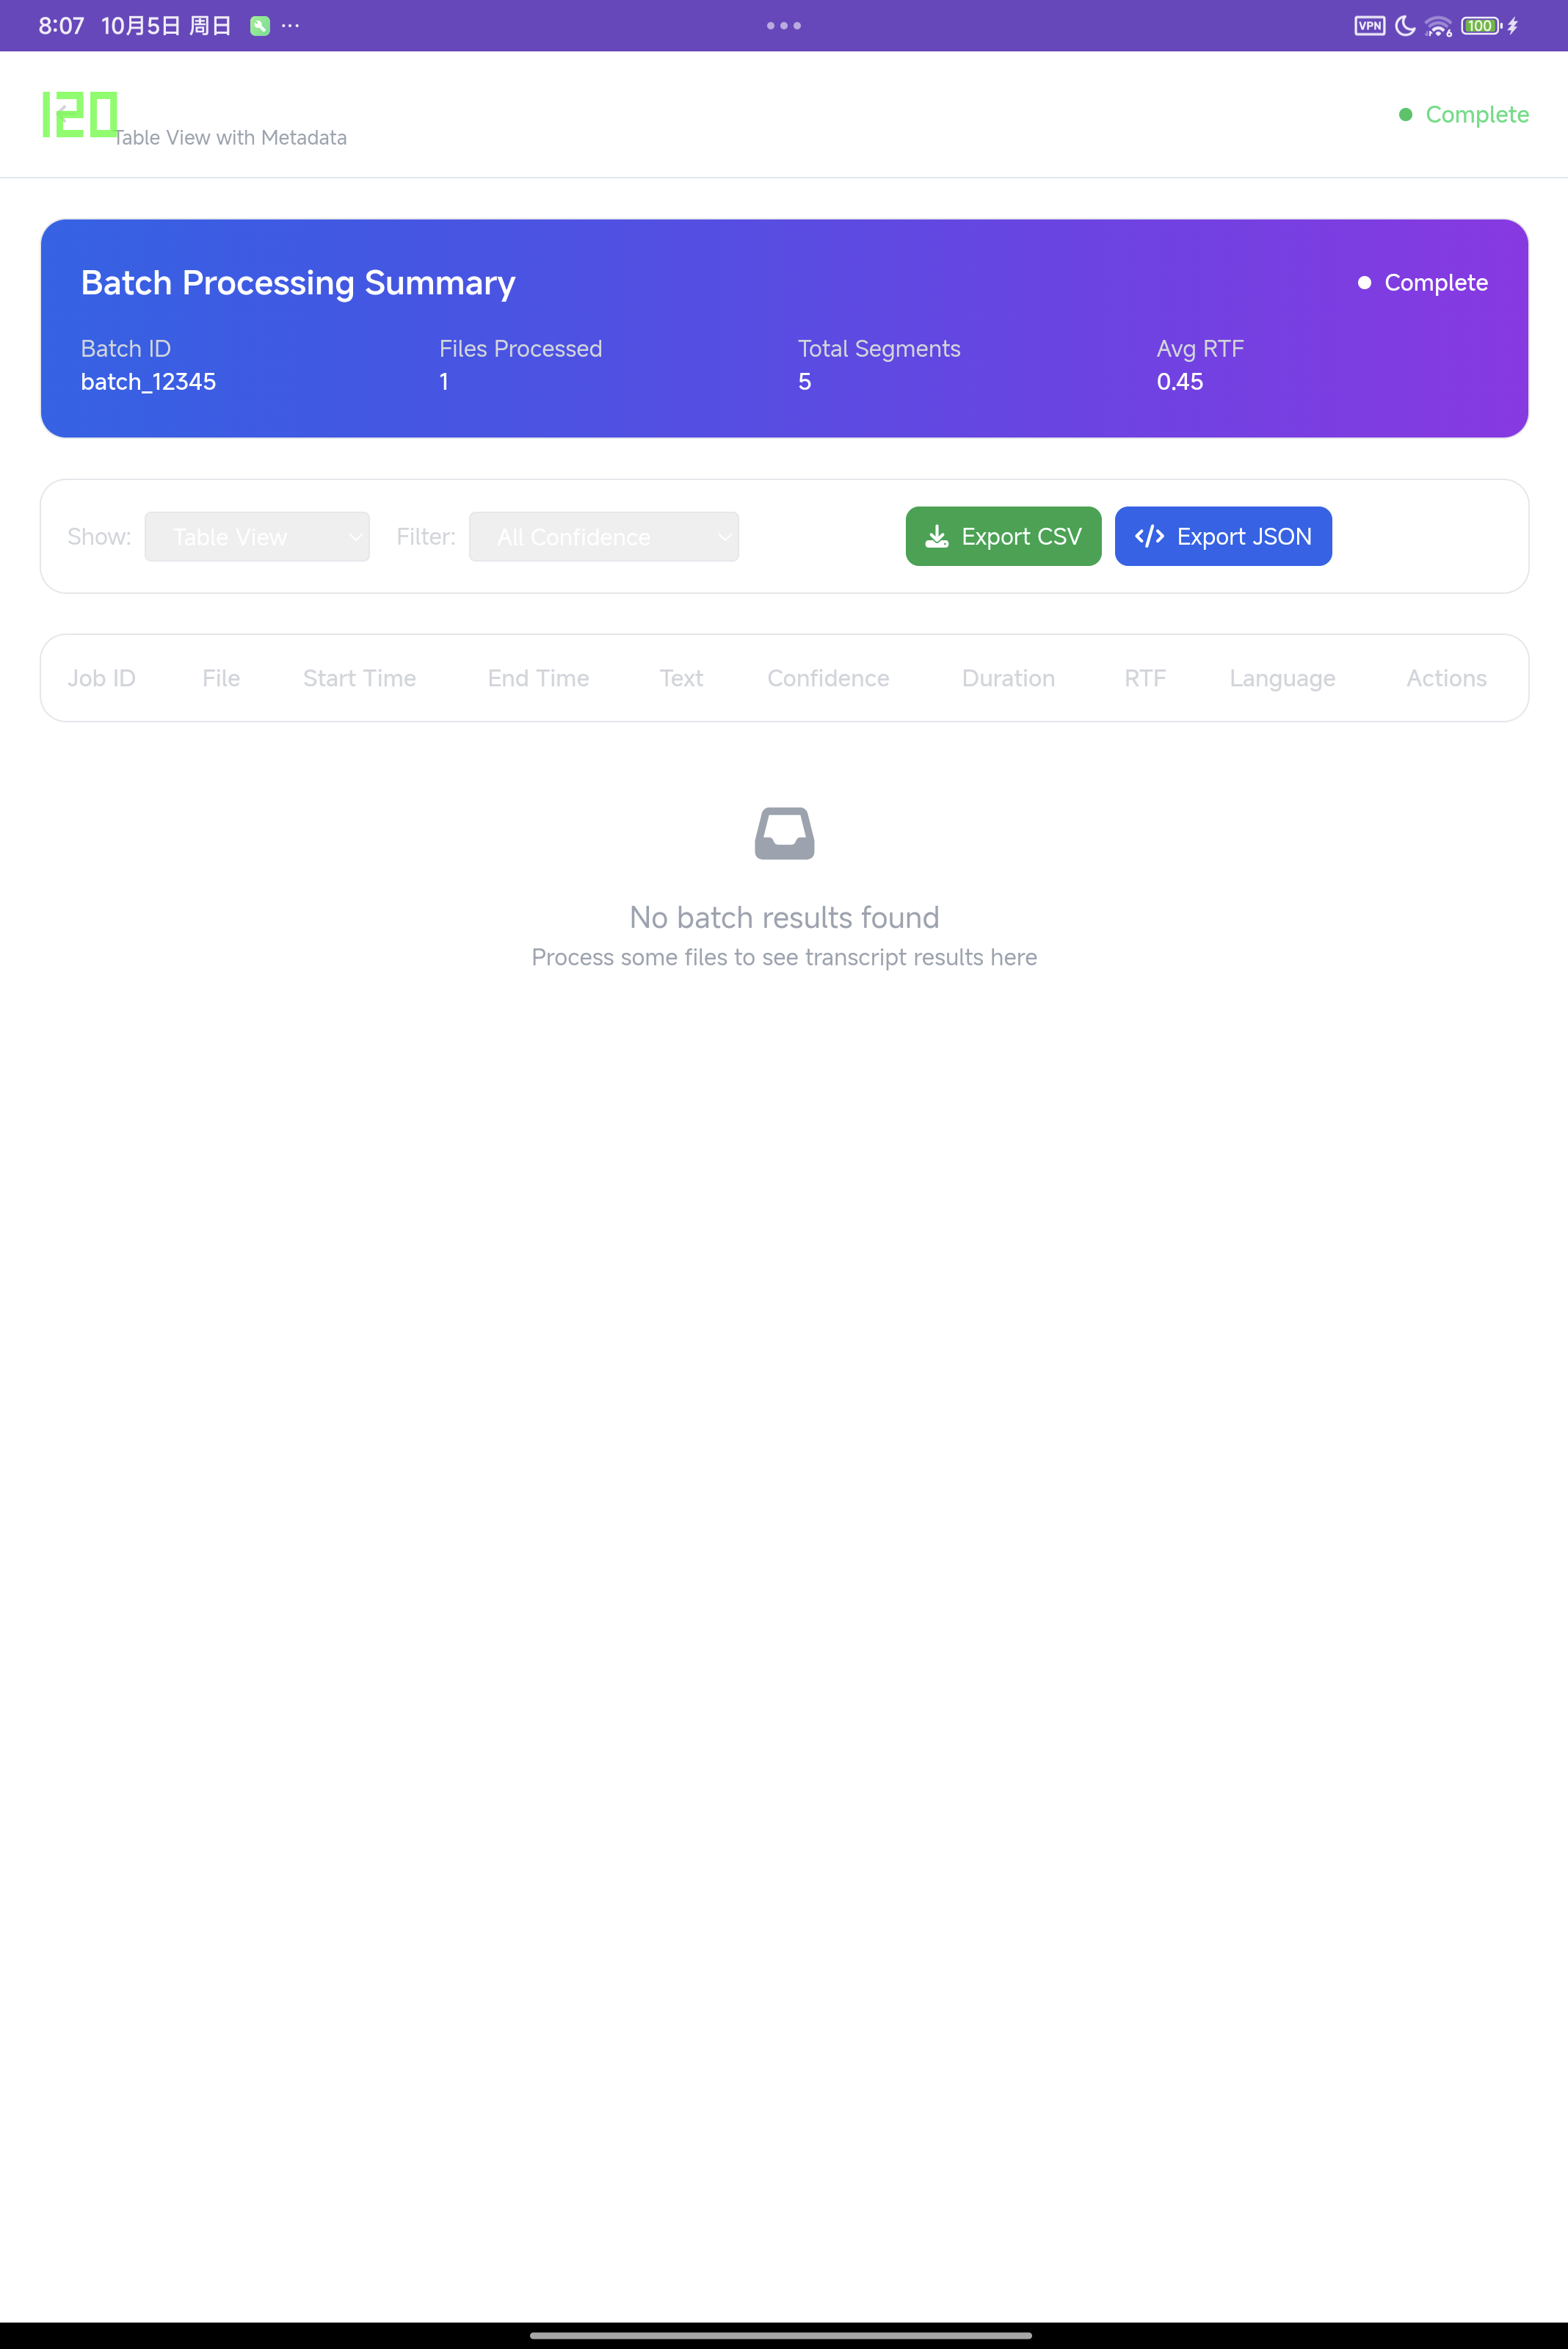 8:07 10月5日 周日 ... VPN 6 100
120
Table View with Metadata
Complete
Batch Processing Summary
Complete
Batch ID Files Processed Total Segments Avg RTF
batch_12345 1 5 0.45
Show: Table View Filter: All Confidence Export CSV Export JSON
Job ID File Start Time End Time Text Confidence Duration RTF Language Actions
No batch results found
Process some files to see transcript results here